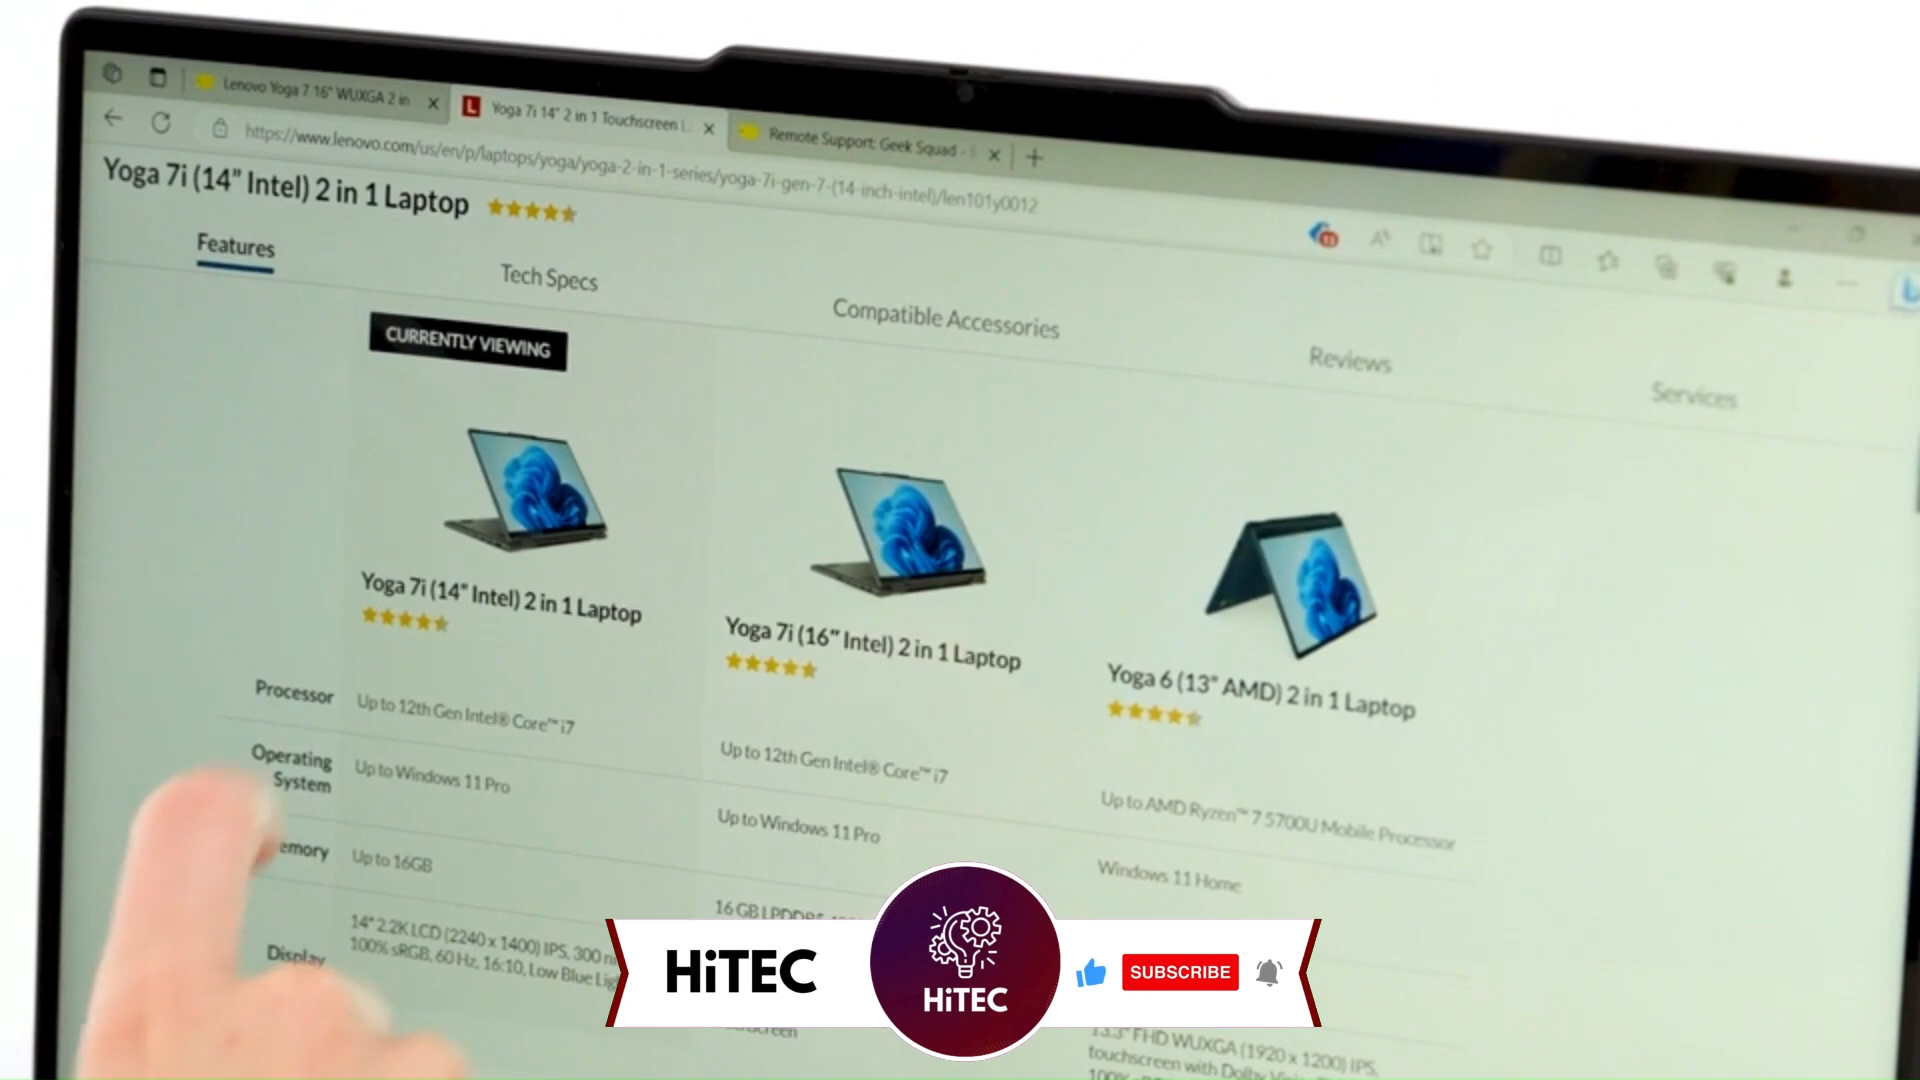 Lenovo Yoga 7 16" WUXGA 2 in
Yoga 7i 14" 2 in 1 Touchscreen L
Remote Support: Geek Squad -
https://www.lenovo.com/us/en/p/laptops/yoga/yoga-2-in-1-series/yoga-7i-gen-7-(14-inch-intel)/len101y0012
Yoga 7i (14" Intel) 2 in 1 Laptop
Features
Tech Specs
Compatible Accessories
Reviews
Services
CURRENTLY VIEWING
Yoga 7i (14" Intel) 2 in 1 Laptop
Yoga 7i (16" Intel) 2 in 1 Laptop
Yoga 6 (13" AMD) 2 in 1 Laptop
Processor
Up to 12th Gen Intel® Core™ i7
Up to 12th Gen Intel® Core™ i7
Up to AMD Ryzen™ 7 5700U Mobile Processor
Operating
System
Up to Windows 11 Pro
Up to Windows 11 Pro
Windows 11 Home
emory
Up to 16GB
16 GB LPDDR5
Display
14" 2.2K LCD (2240 x 1400) IPS, 300
100% sRGB, 60 Hz, 16:10, Low Blue
13.3" FHD WUXGA (1920 x 1200) IPS,
touchscreen with Dolby
100%
HiTEC
HiTEC
SUBSCRIBE